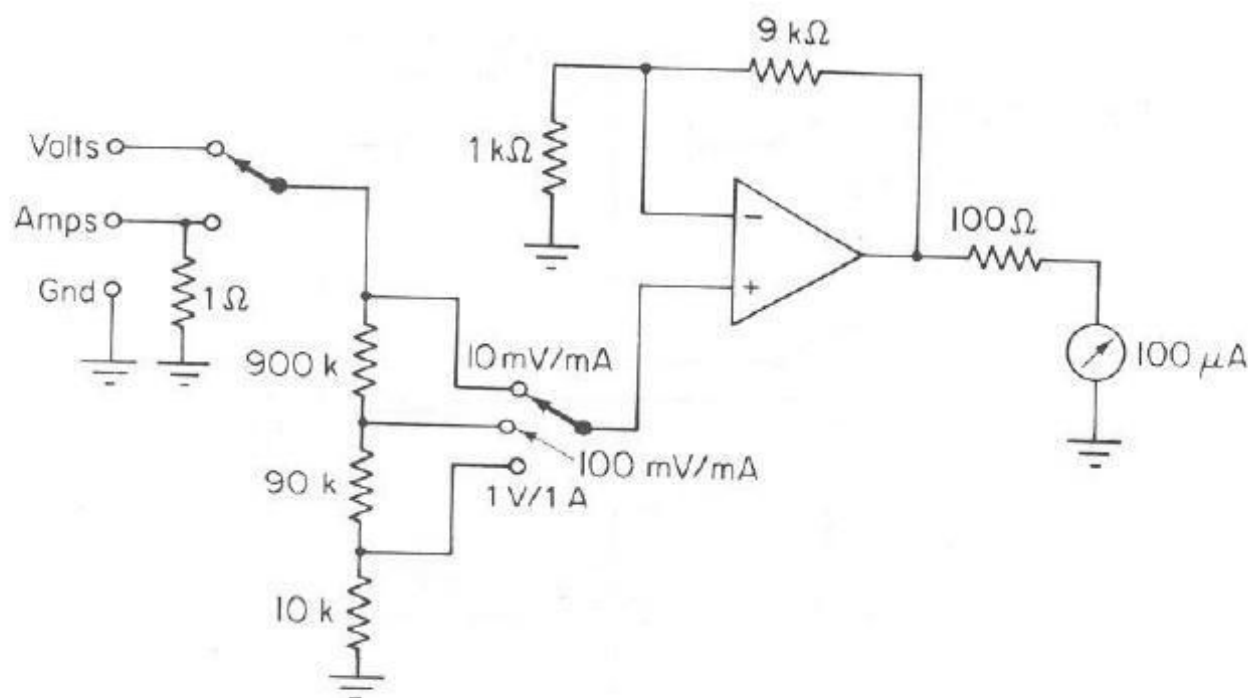 9 kΩ
Volts
1 kΩ
Amps
100 Ω
Gnd
1 Ω
−
+
900 k
10 mV/mA
100 μA
100 mV/mA
90 k
1 V/1 A
10 k